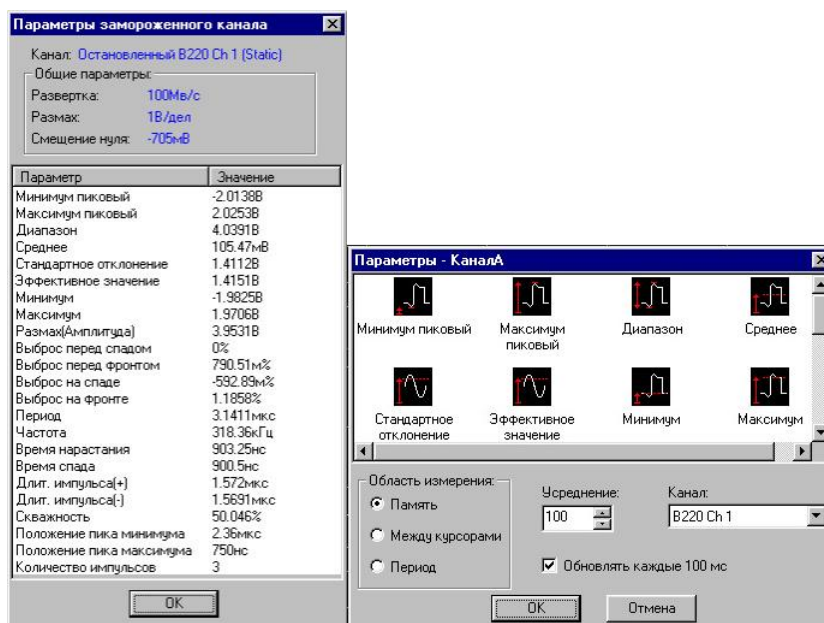 Параметры замороженного канала
Канал: Остановленный B220 Ch 1 (Static)
Общие параметры:
Развертка: 100Мв/с
Размах: 1В/дел
Смещение нуля: -705мВ
Параметр Значение
Минимум пиковый -2.0138В
Максимум пиковый 2.0253В
Диапазон 4.0391В
Среднее 105.47мВ
Стандартное отклонение 1.4112В
Эффективное значение 1.4151В
Минимум -1.9825В
Максимум 1.9706В
Размах(Амплитуда) 3.9531В
Выброс перед спадом 0%
Выброс перед фронтом 790.51м%
Выброс на спаде -592.89м%
Выброс на фронте 1.1858%
Период 3.1411мкс
Частота 318.36кГц
Время нарастания 903.25нс
Время спада 900.5нс
Длит. импульса(+) 1.572мкс
Длит. импульса(-) 1.5691мкс
Скважность 50.046%
Положение пика минимума 2.36мкс
Положение пика максимума 750нс
Количество импульсов 3
OK
Параметры - КаналА
Минимум пиковый
Максимум пиковый
Диапазон
Среднее
Стандартное отклонение
Эффективное значение
Минимум
Максимум
Область измерения:
Память
Между курсорами
Период
Усреднение:
100
Канал:
B220 Ch 1
Обновлять каждые 100 мс
OK
Отмена